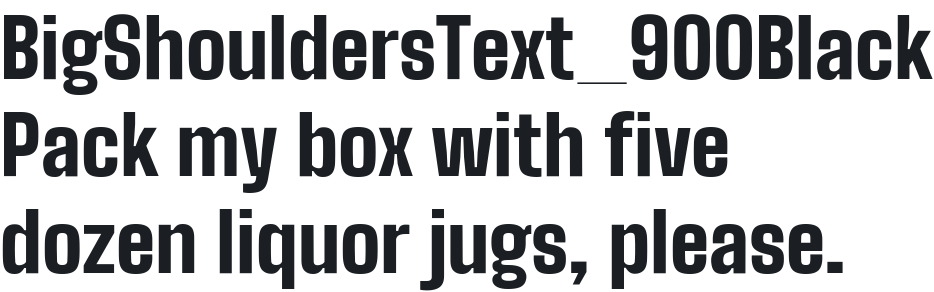 BigShouldersText_900Black
Pack my box with five
dozen liquor jugs, please.